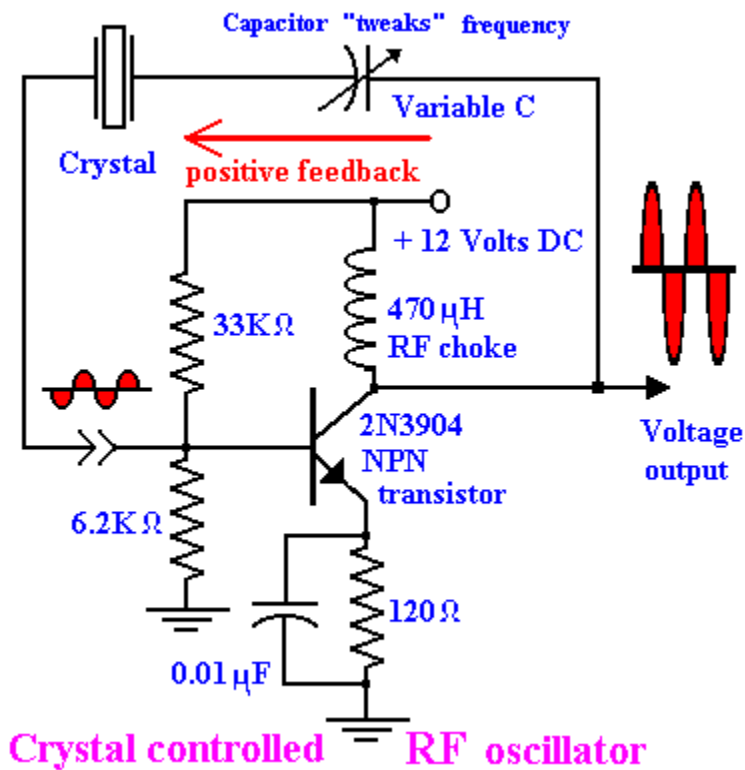 Capacitor "tweaks" frequency
Variable C
Crystal
positive feedback
+ 12 Volts DC
33KΩ
470 μH
RF choke
2N3904
NPN
transistor
Voltage
output
6.2KΩ
120Ω
0.01 μF
Crystal controlled RF oscillator